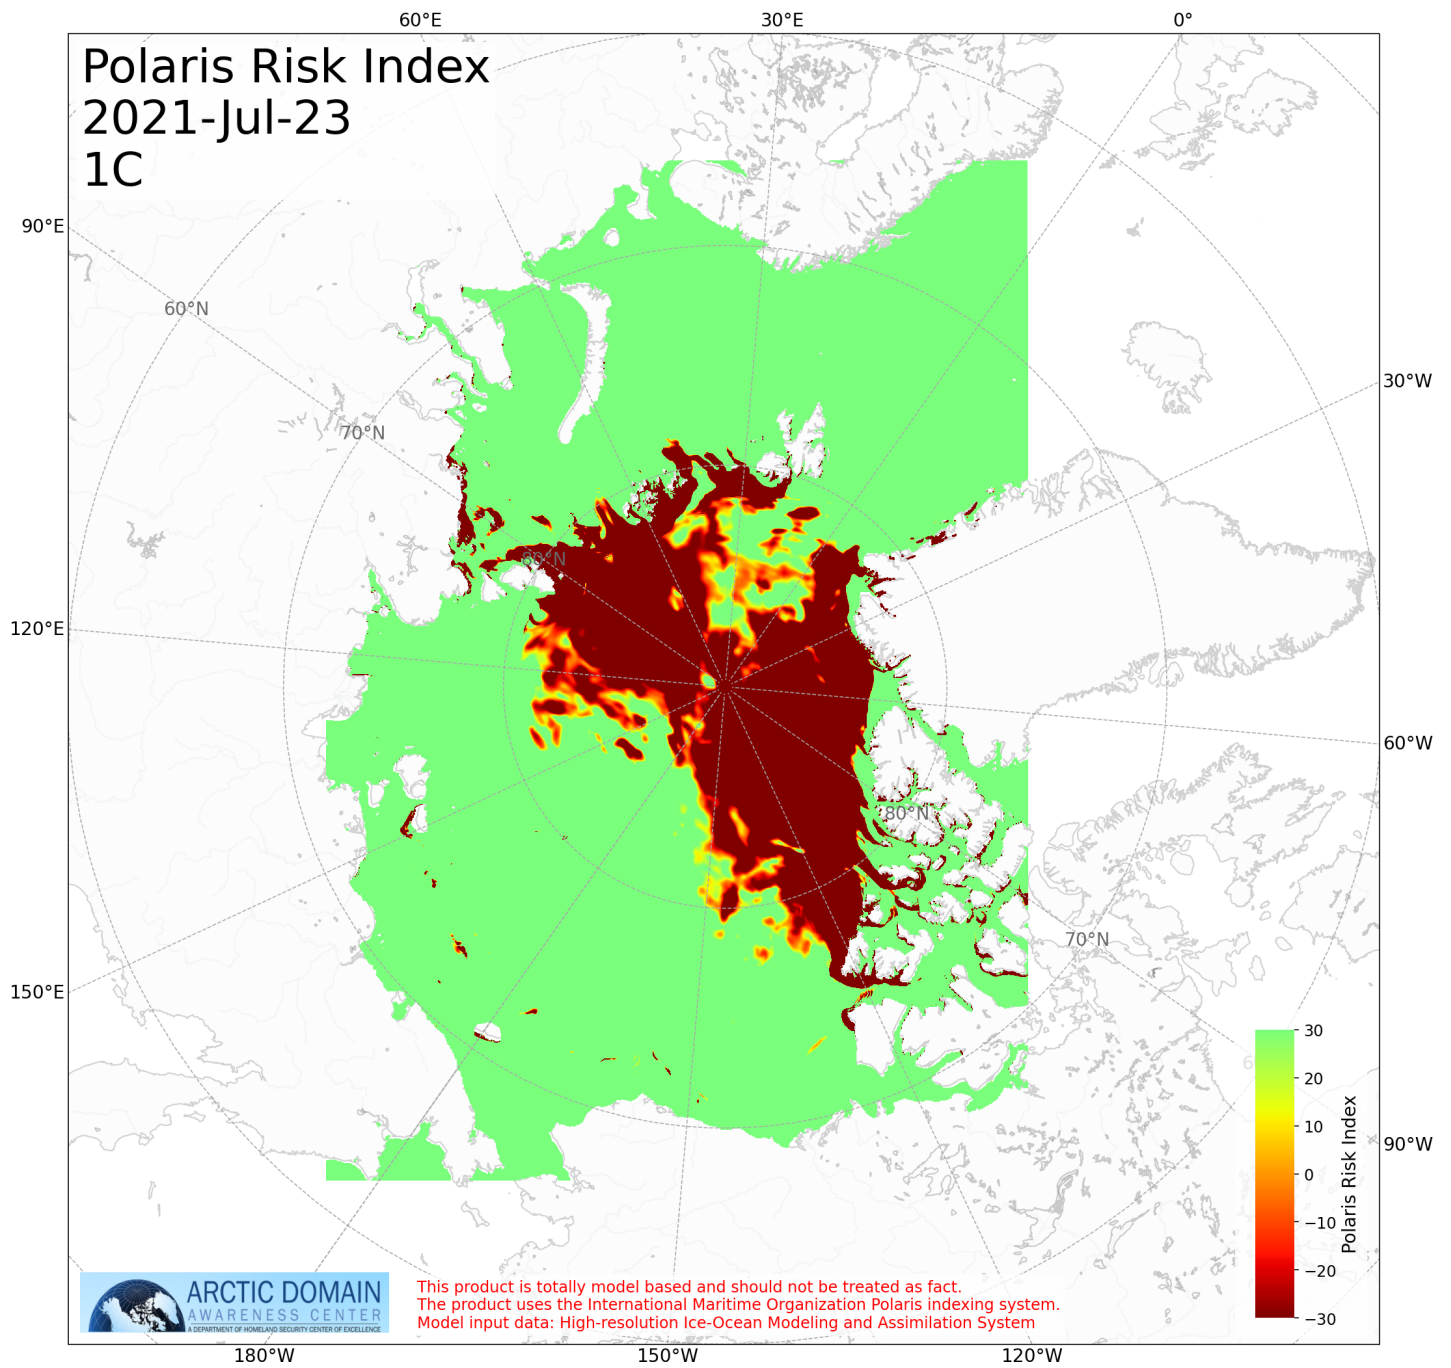 60°E
30°E
0°
Polaris Risk Index
2021-Jul-23
1C
90°E
60°N
30°W
70°N
80°N
120°E
60°W
80°N
70°N
150°E
30
20
10
0
−10
−20
−30
Polaris Risk Index
90°W
ARCTIC DOMAIN
AWARENESS CENTER
A DEPARTMENT OF HOMELAND SECURITY CENTER OF EXCELLENCE
This product is totally model based and should not be treated as fact.
The product uses the International Maritime Organization Polaris indexing system.
Model input data: High-resolution Ice-Ocean Modeling and Assimilation System
180°W
150°W
120°W